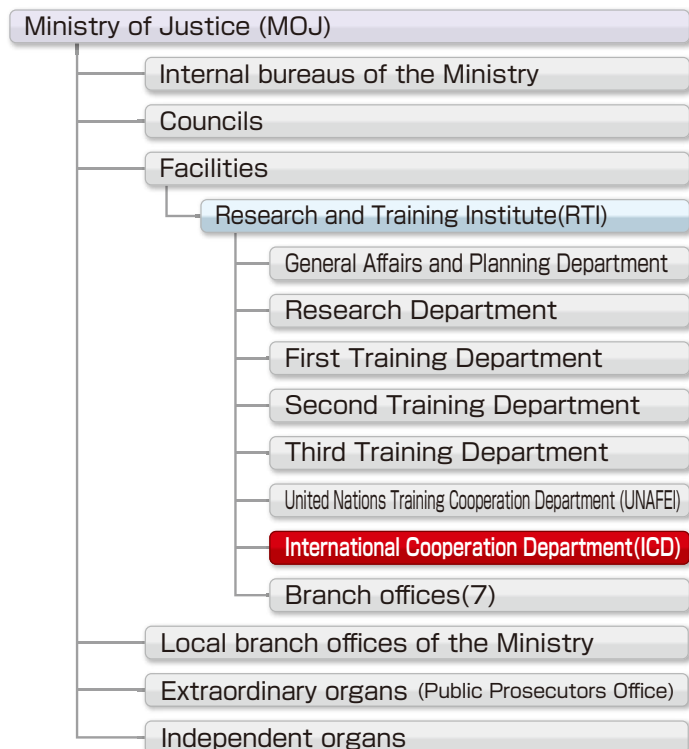 Ministry of Justice (MOJ)
Internal bureaus of the Ministry
Councils
Facilities
Research and Training Institute(RTI)
General Affairs and Planning Department
Research Department
First Training Department
Second Training Department
Third Training Department
United Nations Training Cooperation Department (UNAFEI)
International Cooperation Department(ICD)
Branch offices(7)
Local branch offices of the Ministry
Extraordinary organs (Public Prosecutors Office)
Independent organs